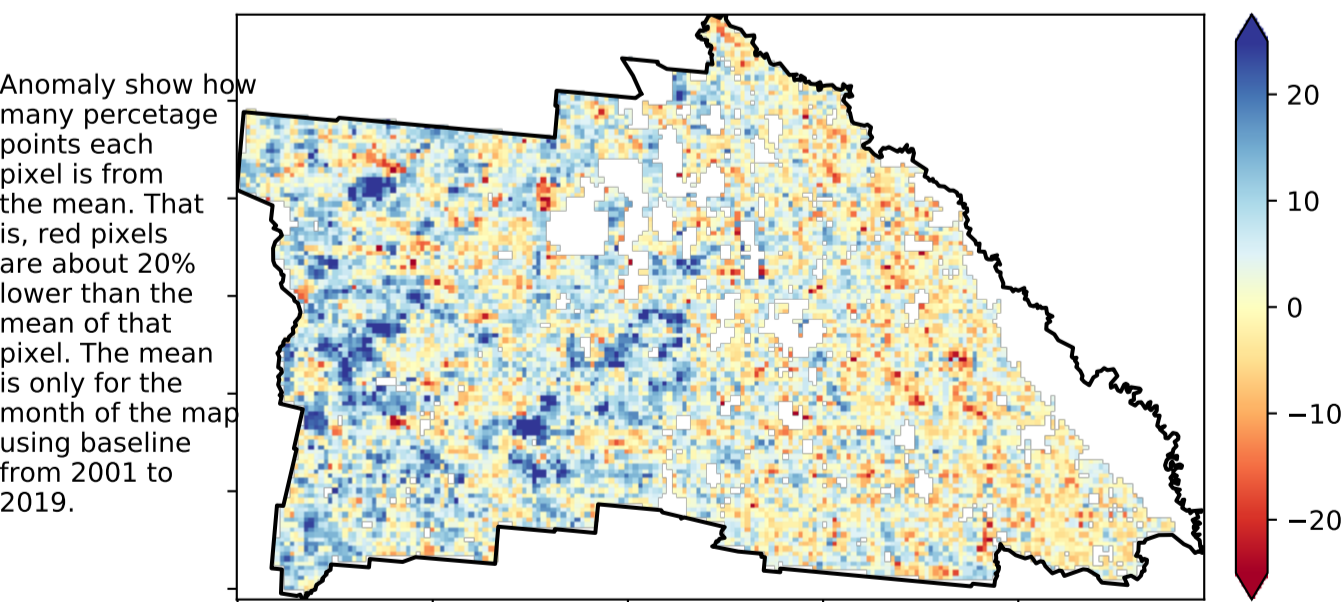 Anomaly show how
many percetage
points each
pixel is from
the mean. That
is, red pixels
are about 20%
lower than the
mean of that
pixel. The mean
is only for the
month of the map
using baseline
from 2001 to
2019.
20
10
0
−10
−20